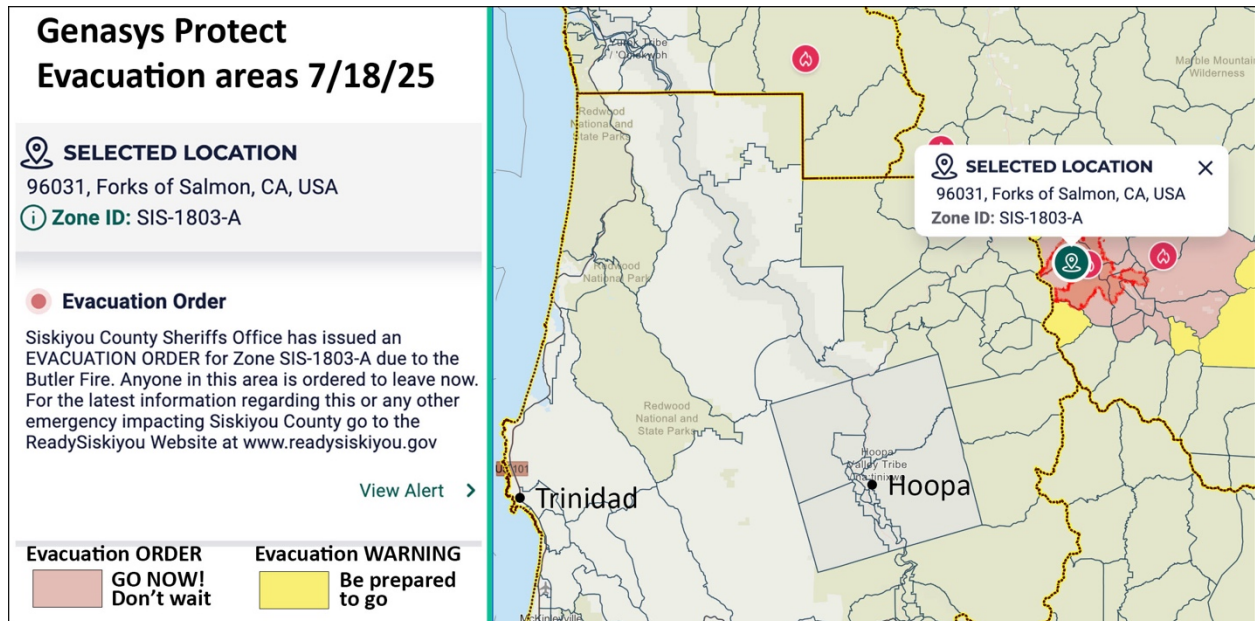 Genasys Protect
Evacuation areas 7/18/25
SELECTED LOCATION
96031, Forks of Salmon, CA, USA
Zone ID: SIS-1803-A
Evacuation Order
Siskiyou County Sheriffs Office has issued an
EVACUATION ORDER for Zone SIS-1803-A due to the
Butler Fire. Anyone in this area is ordered to leave now.
For the latest information regarding this or any other
emergency impacting Siskiyou County go to the
ReadySiskiyou Website at www.readysiskiyou.gov
View Alert
Evacuation ORDER
GO NOW!
Don't wait
Evacuation WARNING
Be prepared
to go
Yurok Tribe
Marble Mountain
Wilderness
Redwood
National and
State Parks
SELECTED LOCATION
96031, Forks of Salmon, CA, USA
Zone ID: SIS-1803-A
Redwood
National Park
Redwood
National and
State Parks
Hoopa
Valley Tribe
Hoopa
US 101
Trinidad
McKinleyville